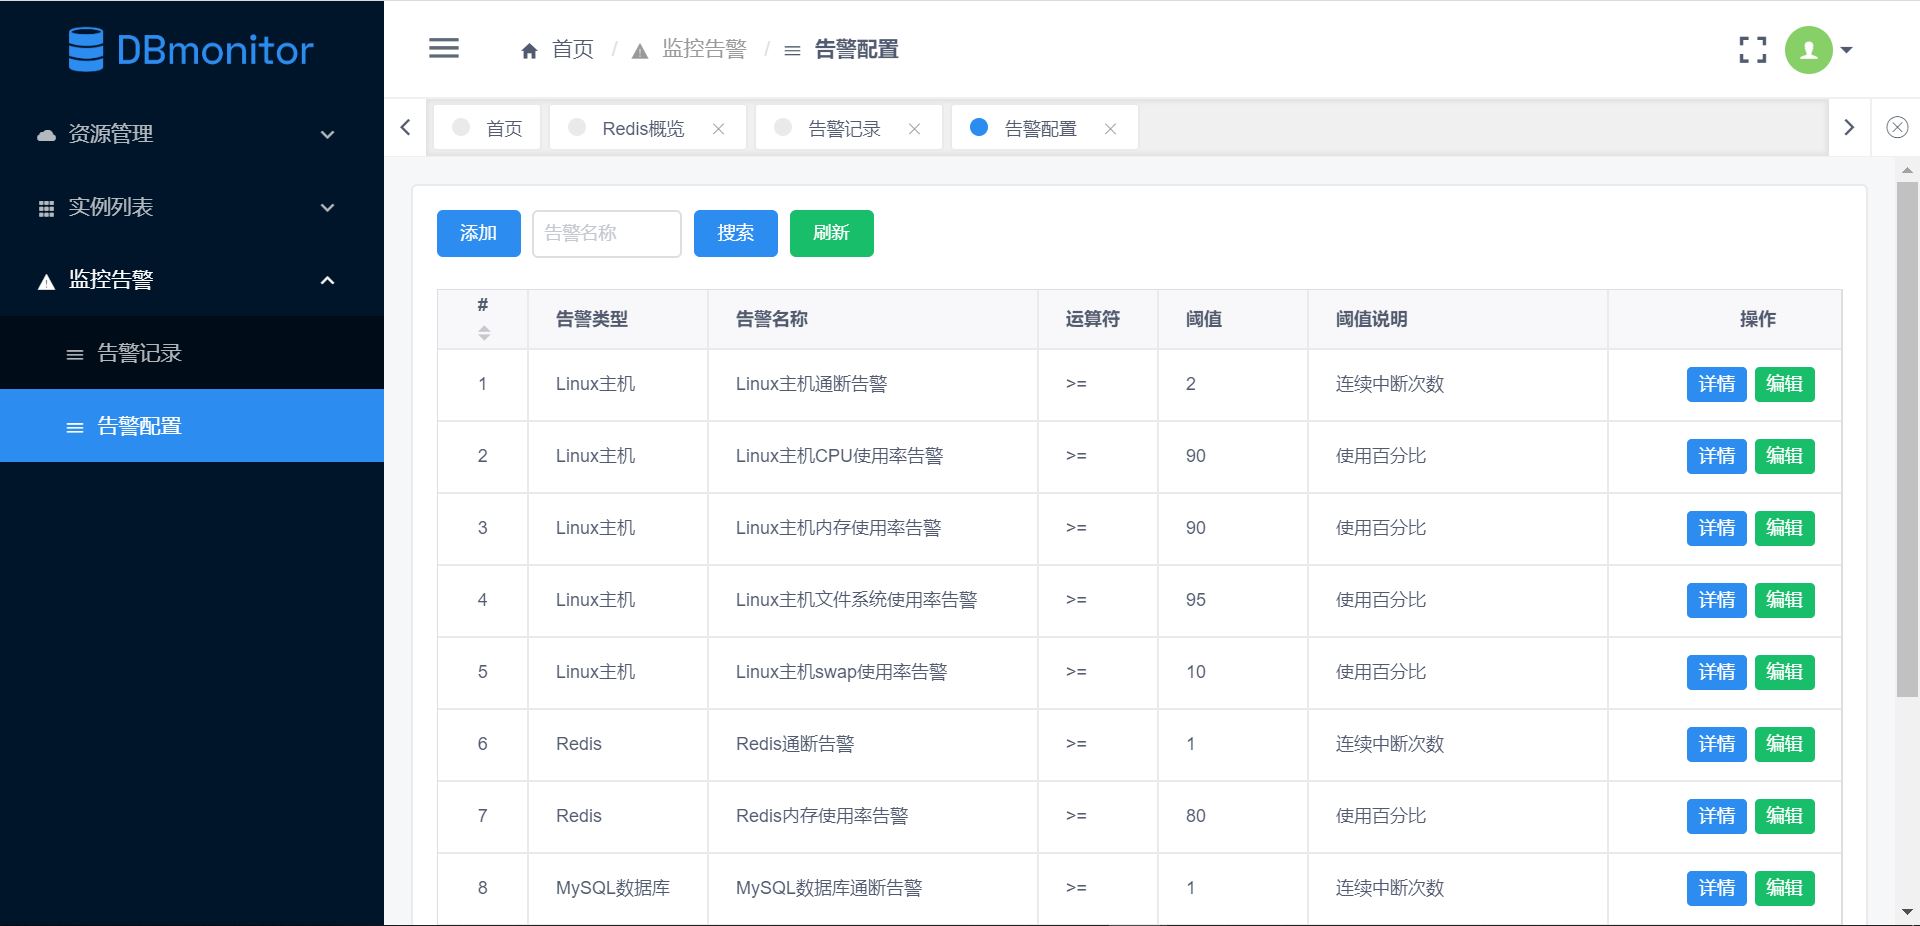 DBmonitor
资源管理
实例列表
监控告警
告警记录
告警配置
首页 / 监控告警 / 告警配置
首页 Redis概览 告警记录 告警配置
添加 告警名称 搜索 刷新
# 告警类型 告警名称 运算符 阈值 阈值说明 操作
1 Linux主机 Linux主机通断告警 >= 2 连续中断次数 详情 编辑
2 Linux主机 Linux主机CPU使用率告警 >= 90 使用百分比 详情 编辑
3 Linux主机 Linux主机内存使用率告警 >= 90 使用百分比 详情 编辑
4 Linux主机 Linux主机文件系统使用率告警 >= 95 使用百分比 详情 编辑
5 Linux主机 Linux主机swap使用率告警 >= 10 使用百分比 详情 编辑
6 Redis Redis通断告警 >= 1 连续中断次数 详情 编辑
7 Redis Redis内存使用率告警 >= 80 使用百分比 详情 编辑
8 MySQL数据库 MySQL数据库通断告警 >= 1 连续中断次数 详情 编辑